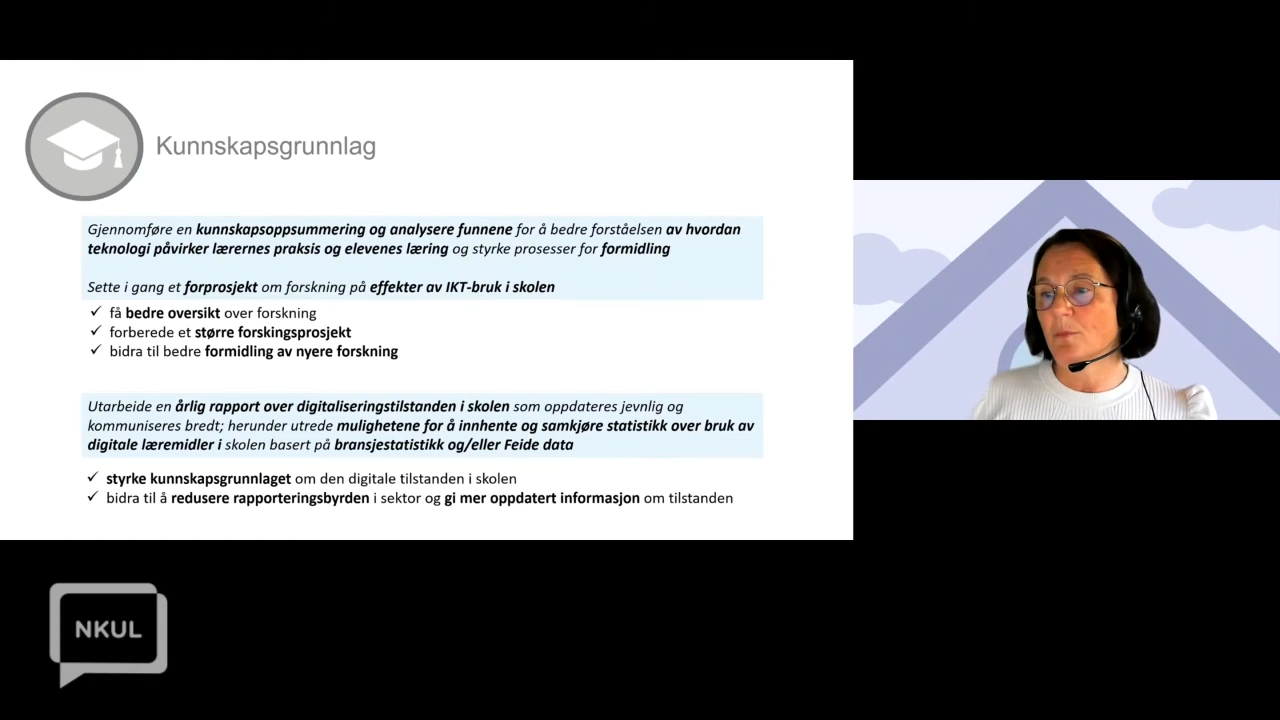 Kunnskapsgrunnlag
Gjennomføre en kunnskapsoppsummering og analysere funnene for å bedre forståelsen av hvordan
teknologi påvirker lærernes praksis og elevenes læring og styrke prosesser for formidling
Sette i gang et forprosjekt om forskning på effekter av IKT-bruk i skolen
✓ få bedre oversikt over forskning
✓ forberede et større forskingsprosjekt
✓ bidra til bedre formidling av nyere forskning
Utarbeide en årlig rapport over digitaliseringstilstanden i skolen som oppdateres jevnlig og
kommuniseres bredt; herunder utrede mulighetene for å innhente og samkjøre statistikk over bruk av
digitale læremidler i skolen basert på bransjestatistikk og/eller Feide data
✓ styrke kunnskapsgrunnlaget om den digitale tilstanden i skolen
✓ bidra til å redusere rapporteringsbyrden i sektor og gi mer oppdatert informasjon om tilstanden
NKUL